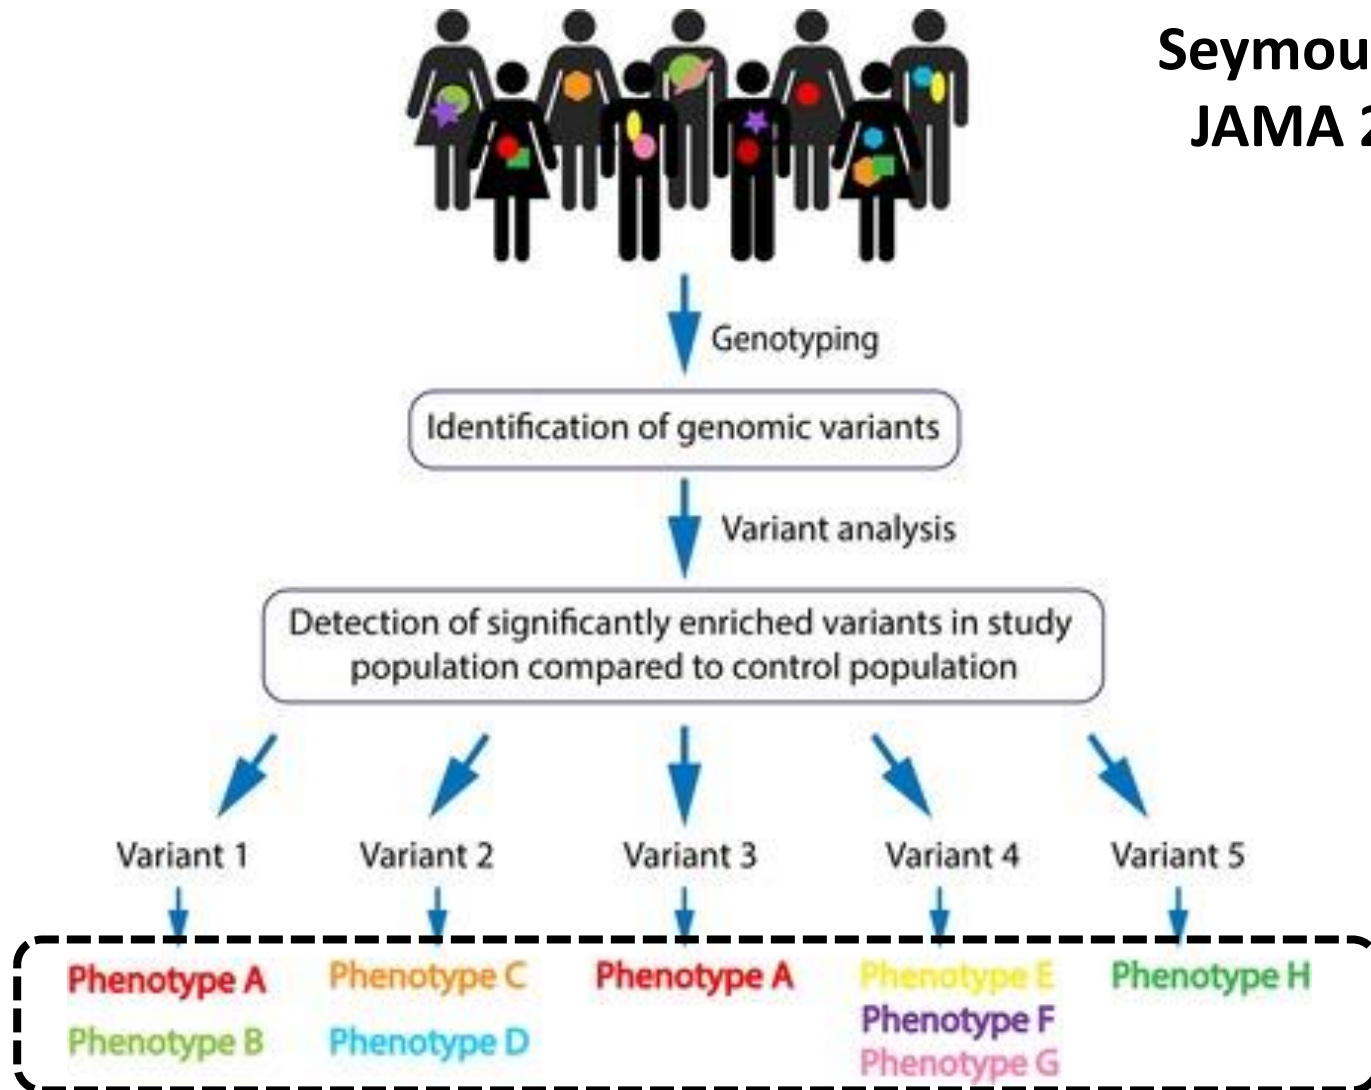 Seymou
JAMA 2
Genotyping
Identification of genomic variants
Variant analysis
Detection of significantly enriched variants in study
population compared to control population
Variant 1
Variant 2
Variant 3
Variant 4
Variant 5
Phenotype A
Phenotype B
Phenotype C
Phenotype D
Phenotype A
Phenotype E
Phenotype F
Phenotype G
Phenotype H